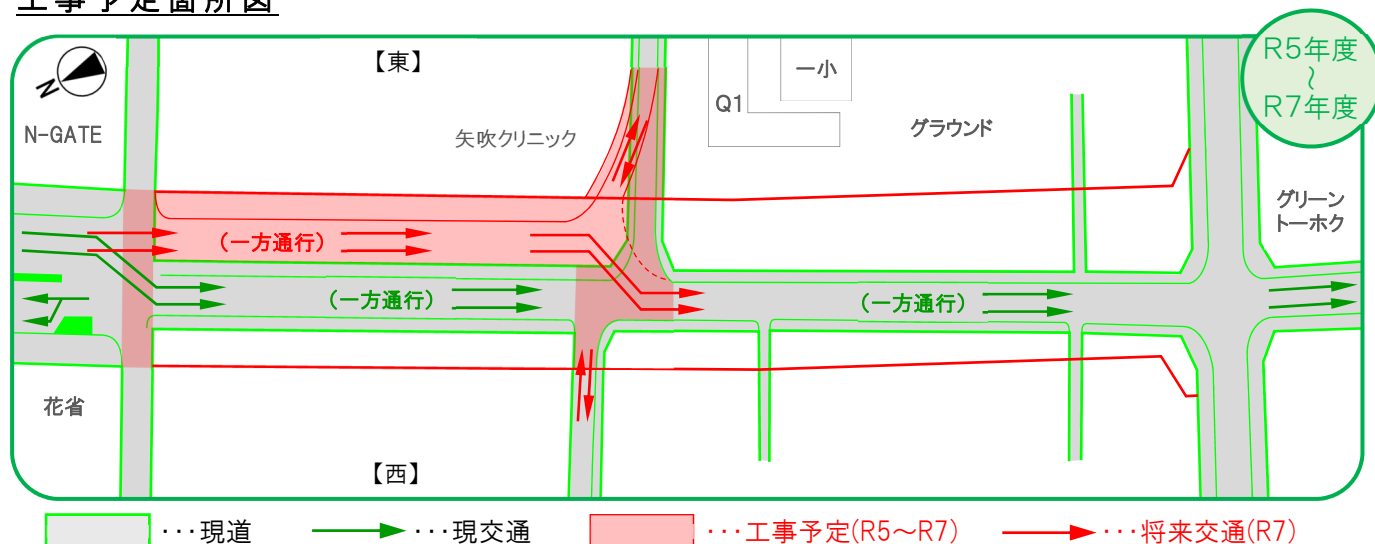 工事予定箇所図
R5年度
～
R7年度
【東】
N
N-GATE
矢吹クリニック
Q1
一小
グラウンド
グリーン
トーホク
(一方通行)
(一方通行)
(一方通行)
花省
【西】
･･･現道
･･･現交通
･･･工事予定(R5～R7)
･･･将来交通(R7)